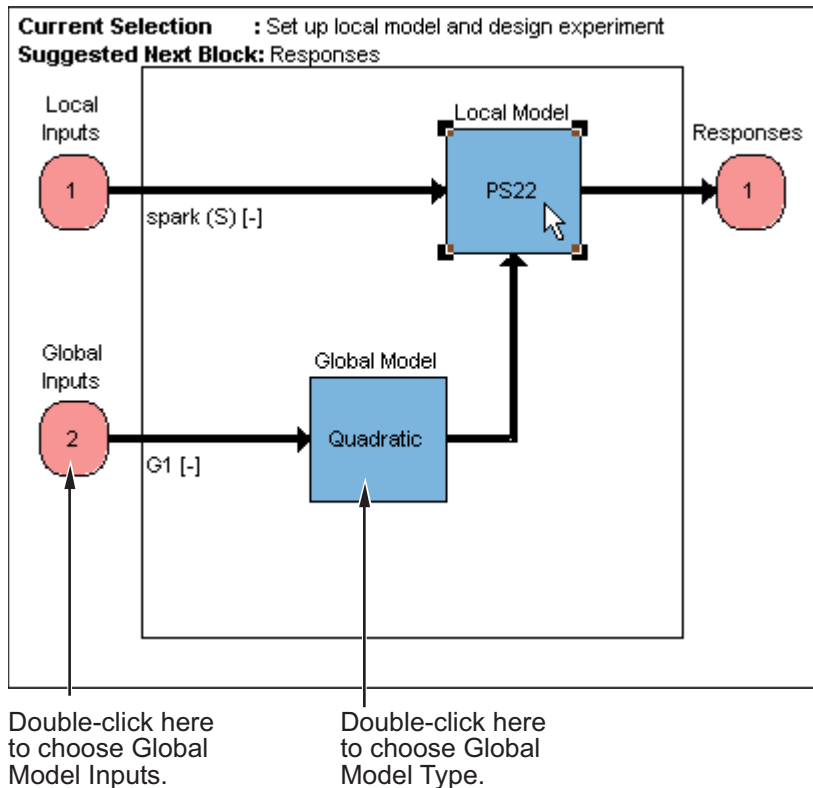 Current Selection : Set up local model and design experiment
Suggested Next Block: Responses
Local
Inputs
1
spark (S) [-]
Local Model
PS22
Responses
1
Global
Inputs
2
G1 [-]
Global Model
Quadratic
Double-click here
to choose Global
Model Inputs.
Double-click here
to choose Global
Model Type.